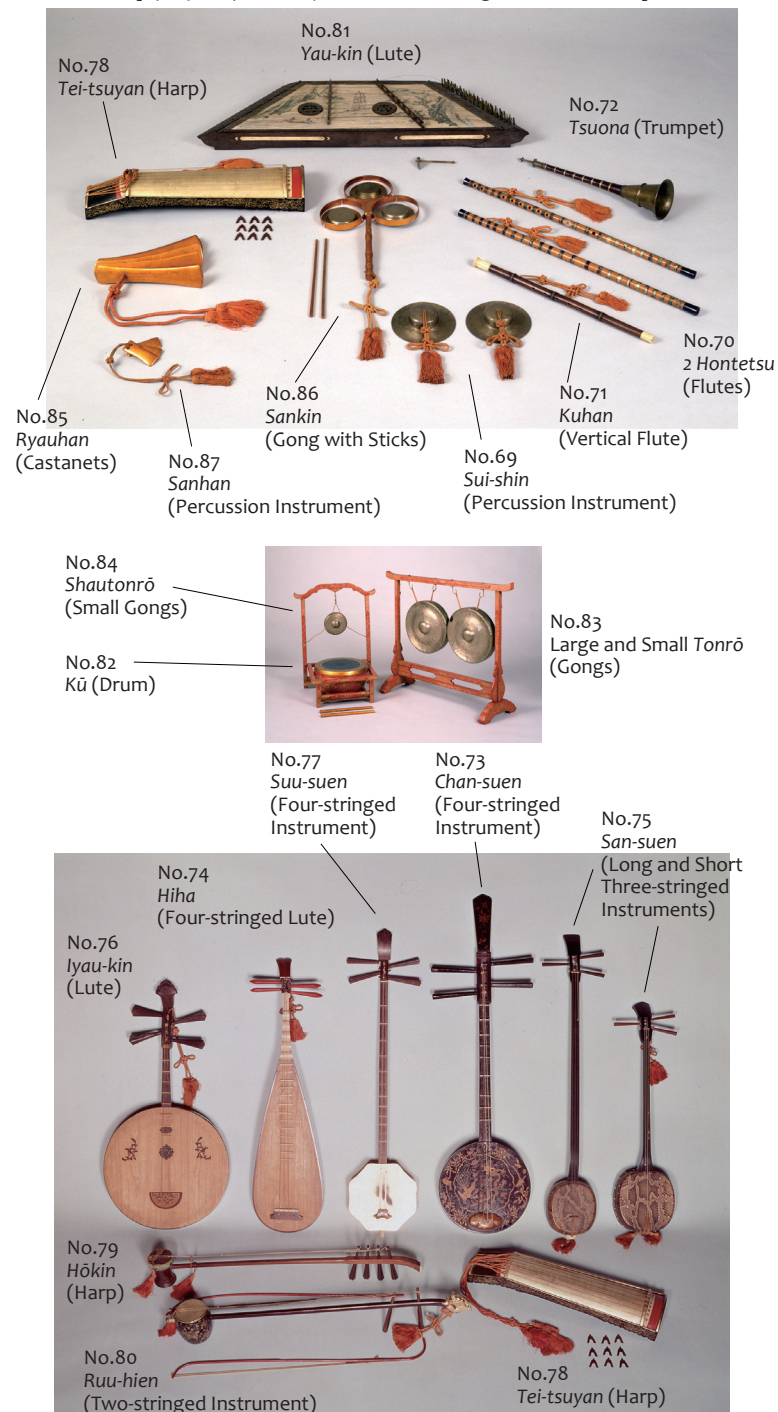 No.81
Yau-kin (Lute)
No.78
Tei-tsuyan (Harp)
No.72
Tsuona (Trumpet)
No.70
2 Hontetsu
(Flutes)
No.71
Kuhan
(Vertical Flute)
No.86
Sankin
(Gong with Sticks)
No.85
Ryauhan
(Castanets)
No.87
Sanhan
(Percussion Instrument)
No.69
Sui-shin
(Percussion Instrument)
No.84
Shautonrō
(Small Gongs)
No.83
Large and Small Tonrō
(Gongs)
No.82
Kū (Drum)
No.77
Suu-suen
(Four-stringed
Instrument)
No.73
Chan-suen
(Four-stringed
Instrument)
No.75
San-suen
(Long and Short
Three-stringed
Instruments)
No.74
Hiha
(Four-stringed Lute)
No.76
Iyau-kin
(Lute)
No.79
Hōkin
(Harp)
No.80
Ruu-hien
(Two-stringed Instrument)
No.78
Tei-tsuyan (Harp)